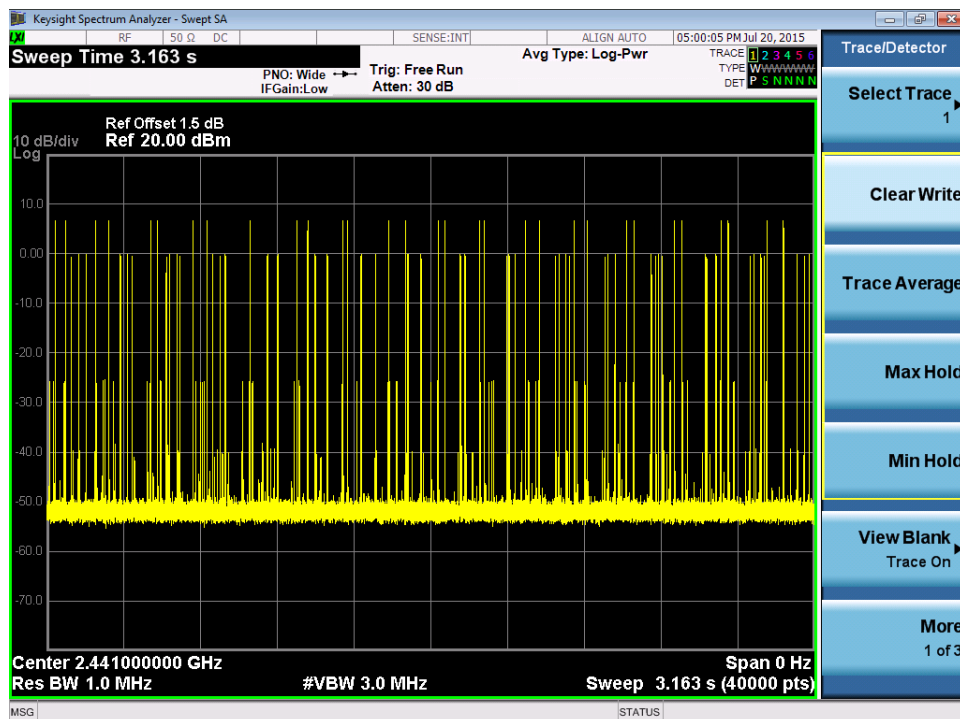 Keysight Spectrum Analyzer - Swept SA
LXI
RF 50 Ω DC SENSE:INT ALIGN AUTO 05:00:05 PM Jul 20, 2015
Sweep Time 3.163 s
PNO: Wide
IFGain:Low
Trig: Free Run
Atten: 30 dB
Avg Type: Log-Pwr
TRACE 1 2 3 4 5 6
TYPE W W W W W W
DET P S N N N N
Ref Offset 1.5 dB
10 dB/div Ref 20.00 dBm
Log
10.0
0.00
-10.0
-20.0
-30.0
-40.0
-50.0
-60.0
-70.0
Center 2.441000000 GHz Span 0 Hz
Res BW 1.0 MHz #VBW 3.0 MHz Sweep 3.163 s (40000 pts)
MSG STATUS
Trace/Detector
Select Trace
1
Clear Write
Trace Average
Max Hold
Min Hold
View Blank
Trace On
More
1 of 3